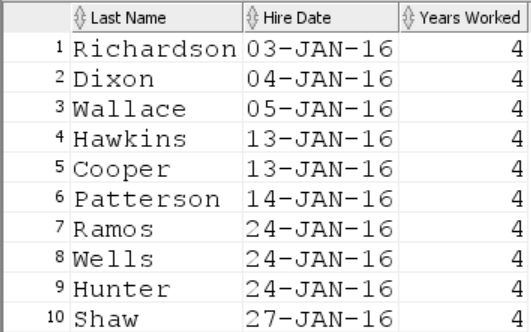 Last Name Hire Date Years Worked
1 Richardson 03-JAN-16 4
2 Dixon 04-JAN-16 4
3 Wallace 05-JAN-16 4
4 Hawkins 13-JAN-16 4
5 Cooper 13-JAN-16 4
6 Patterson 14-JAN-16 4
7 Ramos 24-JAN-16 4
8 Wells 24-JAN-16 4
9 Hunter 24-JAN-16 4
10 Shaw 27-JAN-16 4